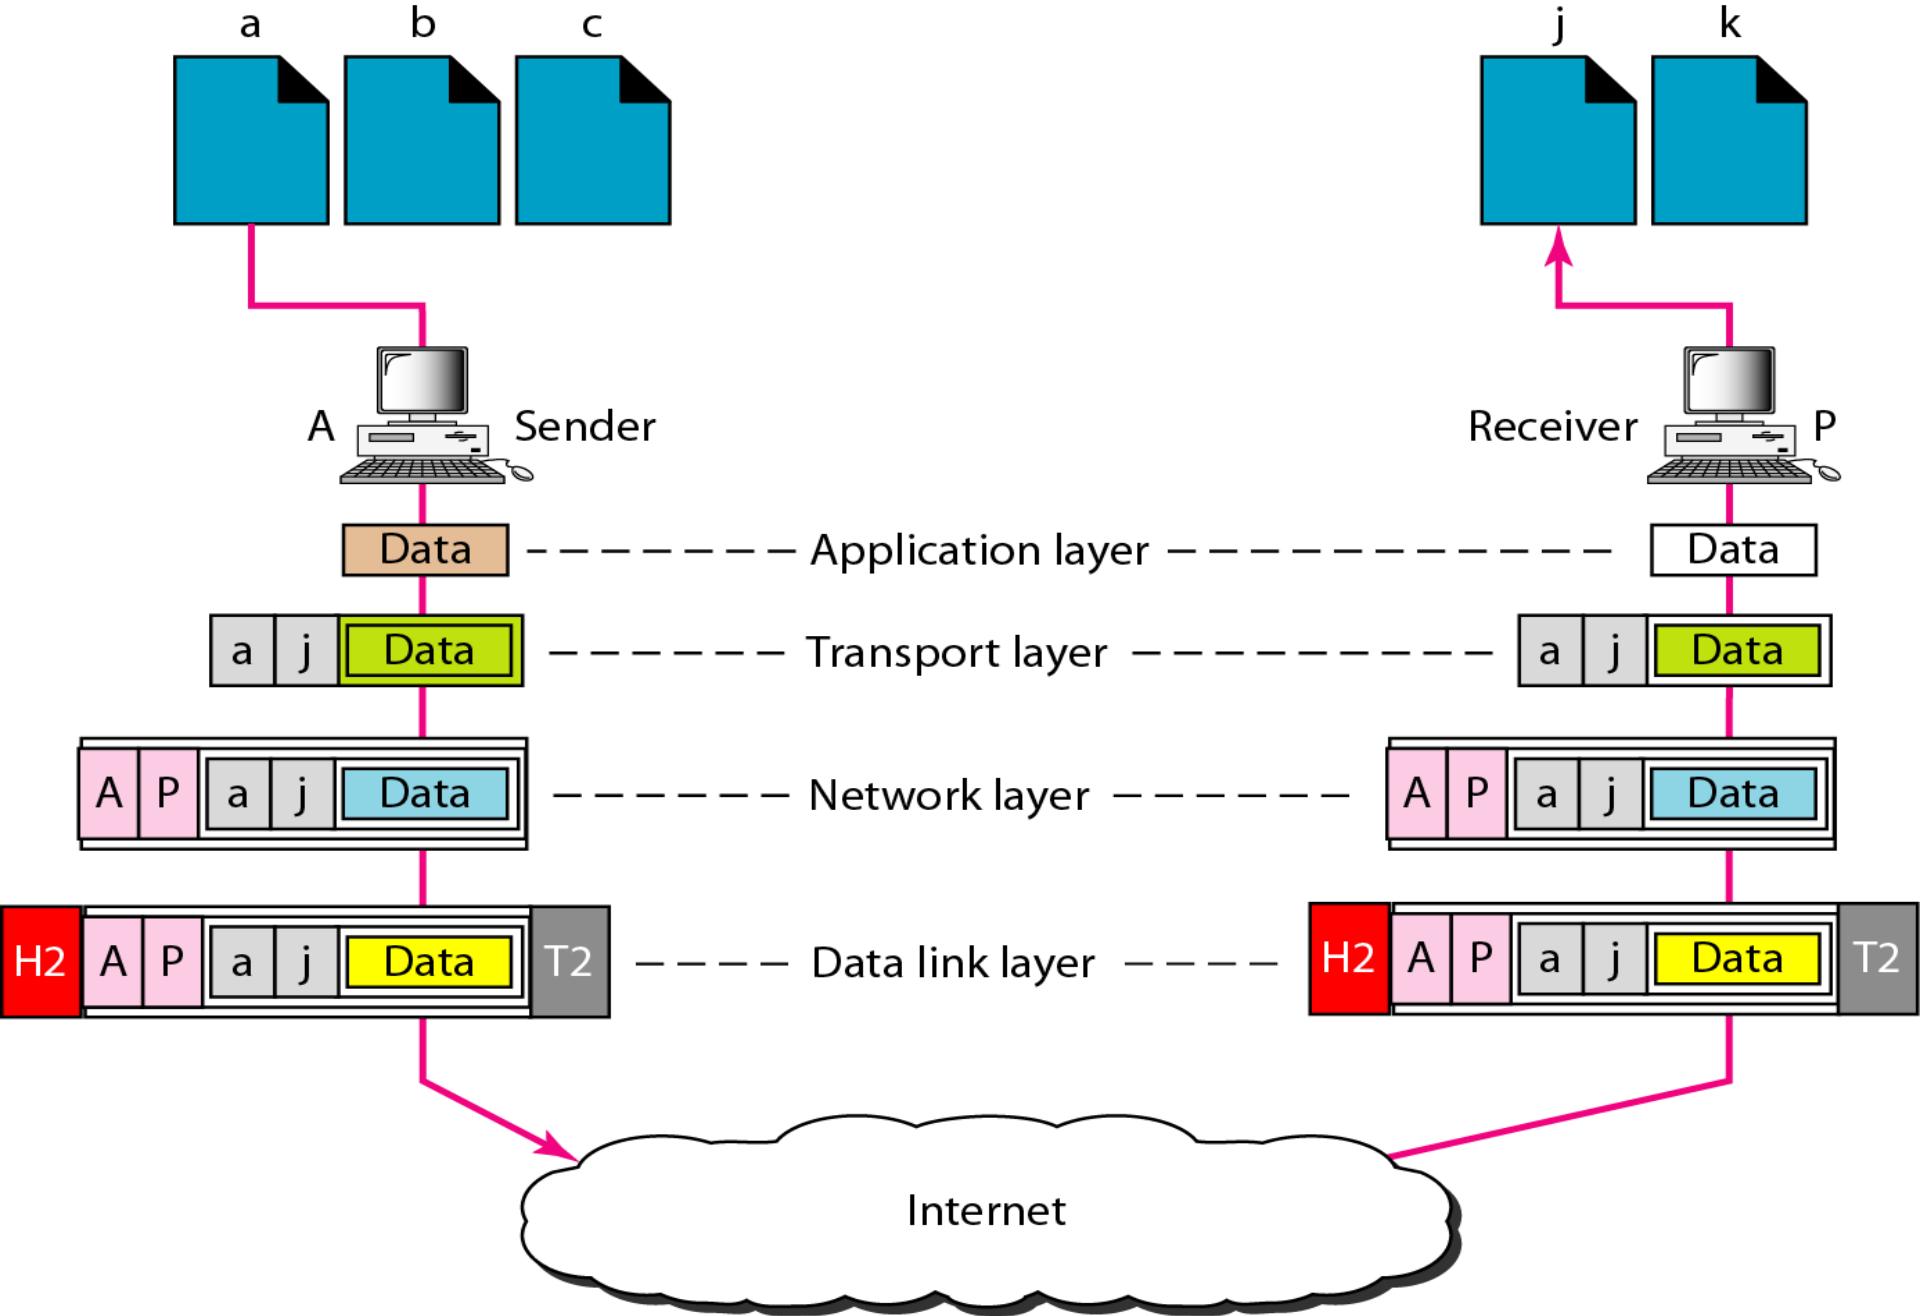 a b c j k
A Sender Receiver P
Data Application layer Data
a j Data Transport layer a j Data
A P a j Data Network layer A P a j Data
H2 A P a j Data T2 Data link layer H2 A P a j Data T2
Internet